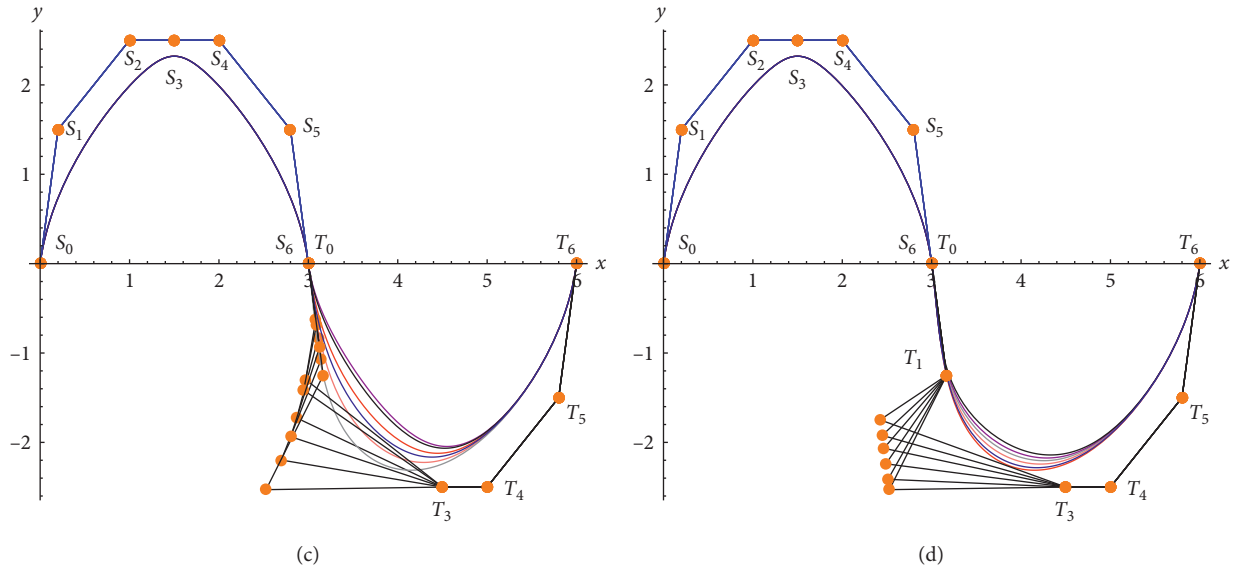 y
y
S₂ S₄
S₂ S₄
2
S₃
2
S₃
S₁ S₅
S₁ S₅
1
1
S₀ S₆ T₀ T₆
S₀ S₆ T₀ T₆
x
x
1 2 3 4 5 6
1 2 3 4 5 6
−1
−1
T₁
T₅
T₅
−2
−2
T₃ T₄
T₃ T₄
(c)
(d)